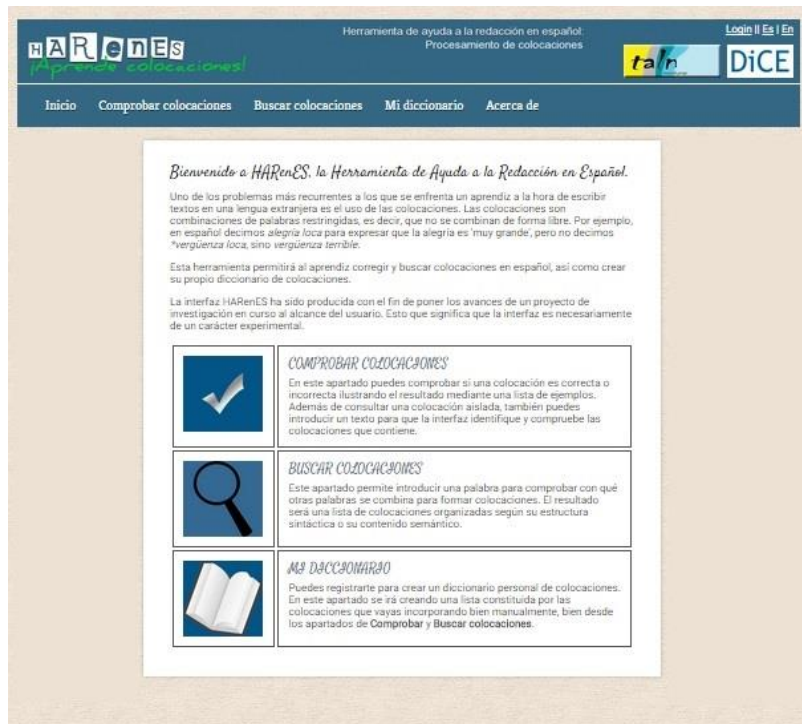 HARenES
¡Aprende colocaciones!
Herramienta de ayuda a la redacción en español:
Procesamiento de colocaciones
Login || Es | En
taln
DiCE
Inicio Comprobar colocaciones Buscar colocaciones Mi diccionario Acerca de
Bienvenido a HARenES, la Herramienta de Ayuda a la Redacción en Español.
Uno de los problemas más recurrentes a los que se enfrenta un aprendiz a la hora de escribir
textos en una lengua extranjera es el uso de las colocaciones. Las colocaciones son
combinaciones de palabras restringidas, es decir, que no se combinan de forma libre. Por ejemplo,
en español decimos alegría loca para expresar que la alegría es 'muy grande', pero no decimos
*vergüenza loca, sino vergüenza terrible.
Esta herramienta permitirá al aprendiz corregir y buscar colocaciones en español, así como crear
su propio diccionario de colocaciones.
La interfaz HARenES ha sido producida con el fin de poner los avances de un proyecto de
investigación en curso al alcance del usuario. Esto que significa que la interfaz es necesariamente
de un carácter experimental.
COMPROBAR COLOCACIONES
En este apartado puedes comprobar si una colocación es correcta o
incorrecta ilustrando el resultado mediante una lista de ejemplos.
Además de consultar una colocación aislada, también puedes
introducir un texto para que la interfaz identifique y compruebe las
colocaciones que contiene.
BUSCAR COLOCACIONES
Este apartado permite introducir una palabra para comprobar con qué
otras palabras se combina para formar colocaciones. El resultado
será una lista de colocaciones organizadas según su estructura
sintáctica o su contenido semántico.
MI DICCIONARIO
Puedes registrarte para crear un diccionario personal de colocaciones.
En este apartado se irá creando una lista constituida por las
colocaciones que vayas incorporando bien manualmente, bien desde
los apartados de Comprobar y Buscar colocaciones.